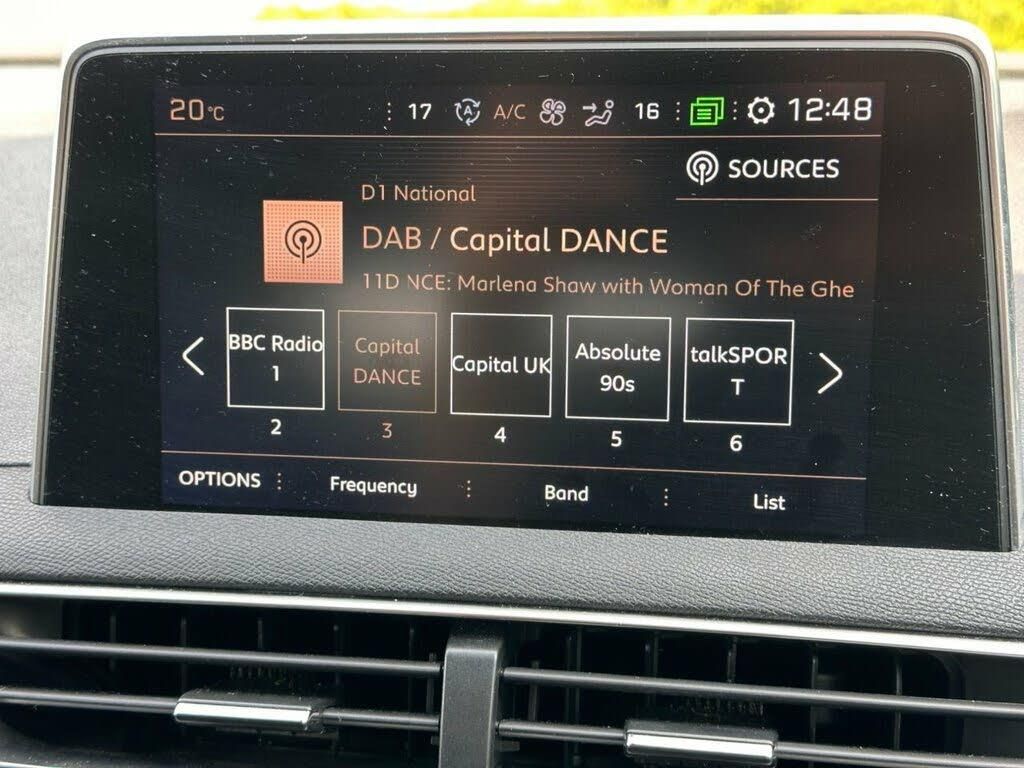 20°C 17 A A/C 16 12:48
SOURCES
D1 National
DAB / Capital DANCE
11D NCE: Marlena Shaw with Woman Of The Ghe
BBC Radio
1
Capital
DANCE
Capital UK
Absolute
90s
talkSPOR
T
2 3 4 5 6
OPTIONS Frequency Band List